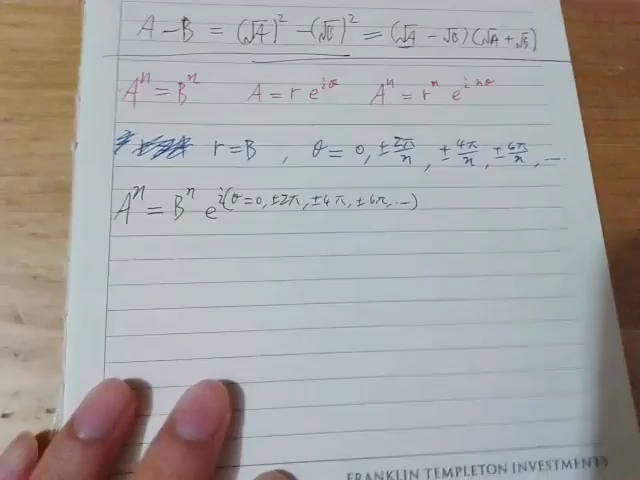 A - B = (√A)² - (√B)² = (√A - √B)(√A + √B)
Aⁿ = Bⁿ A = r e^{iθ} Aⁿ = rⁿ e^{inθ}
r = B , θ = 0, ± 2π/n , ± 4π/n , ± 6π/n , ...
Aⁿ = Bⁿ e^{i(θ = 0, ±2π, ±4π, ±6π, ...)}
FRANKLIN TEMPLETON INVESTMENTS